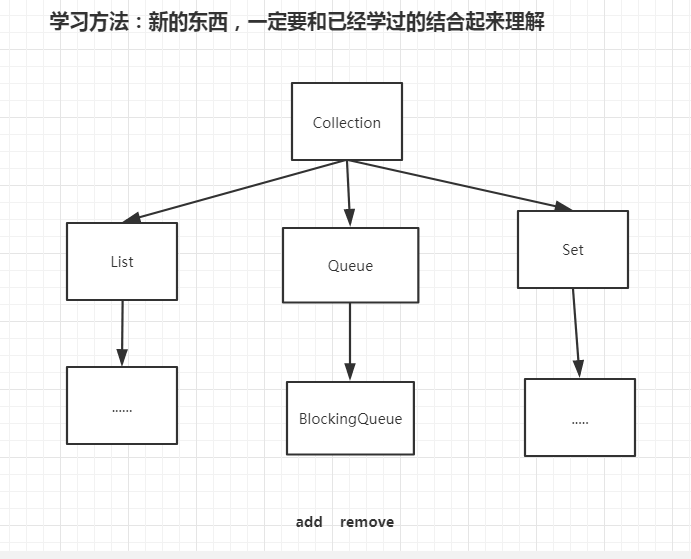 学习方法：新的东西，一定要和已经学过的结合起来理解
Collection
List
Queue
Set
......
BlockingQueue
.....
add remove